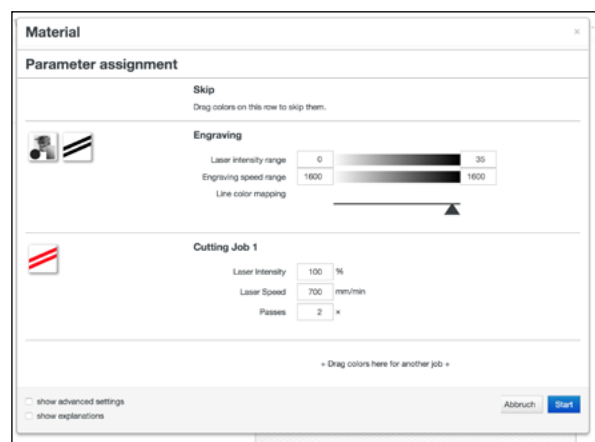 Material ×
Parameter assignment
Skip
Drag colors on this row to skip them.
Engraving
Laser intensity range 0 35
Engraving speed range 1600 1600
Line color mapping
Cutting Job 1
Laser Intensity 100 %
Laser Speed 700 mm/min
Passes 2 ×
+ Drag colors here for another job +
show advanced settings
show explanations
Abbruch Start